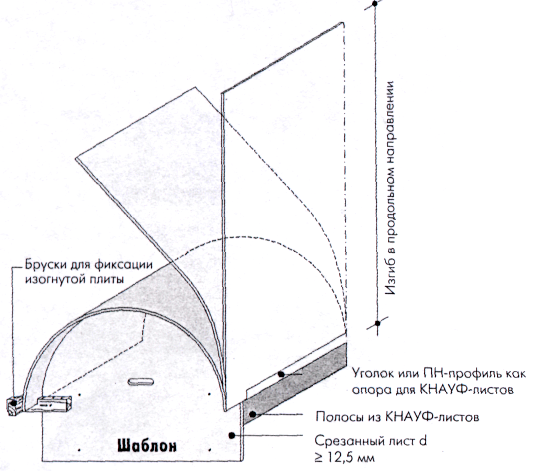 Изгиб в продольном направлении
Бруски для фиксации
изогнутой плиты
Уголок или ПН-профиль как
опора для КНАУФ-листов
Полосы из КНАУФ-листов
Шаблон
Срезанный лист d
≥ 12,5 мм